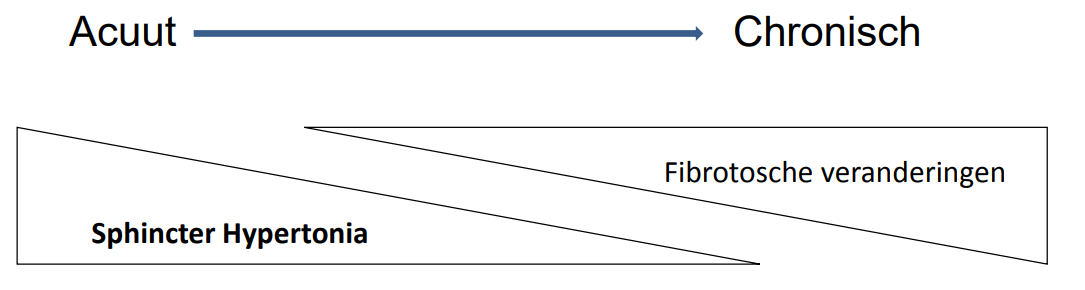 Acuut
Chronisch
Fibrotosche veranderingen
Sphincter Hypertonia